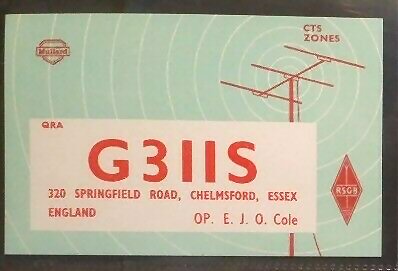 Mullard
CTS
ZONES
QRA
G3IIS
320 SPRINGFIELD ROAD, CHELMSFORD, ESSEX
ENGLAND
OP. E. J. O. Cole
RSGB